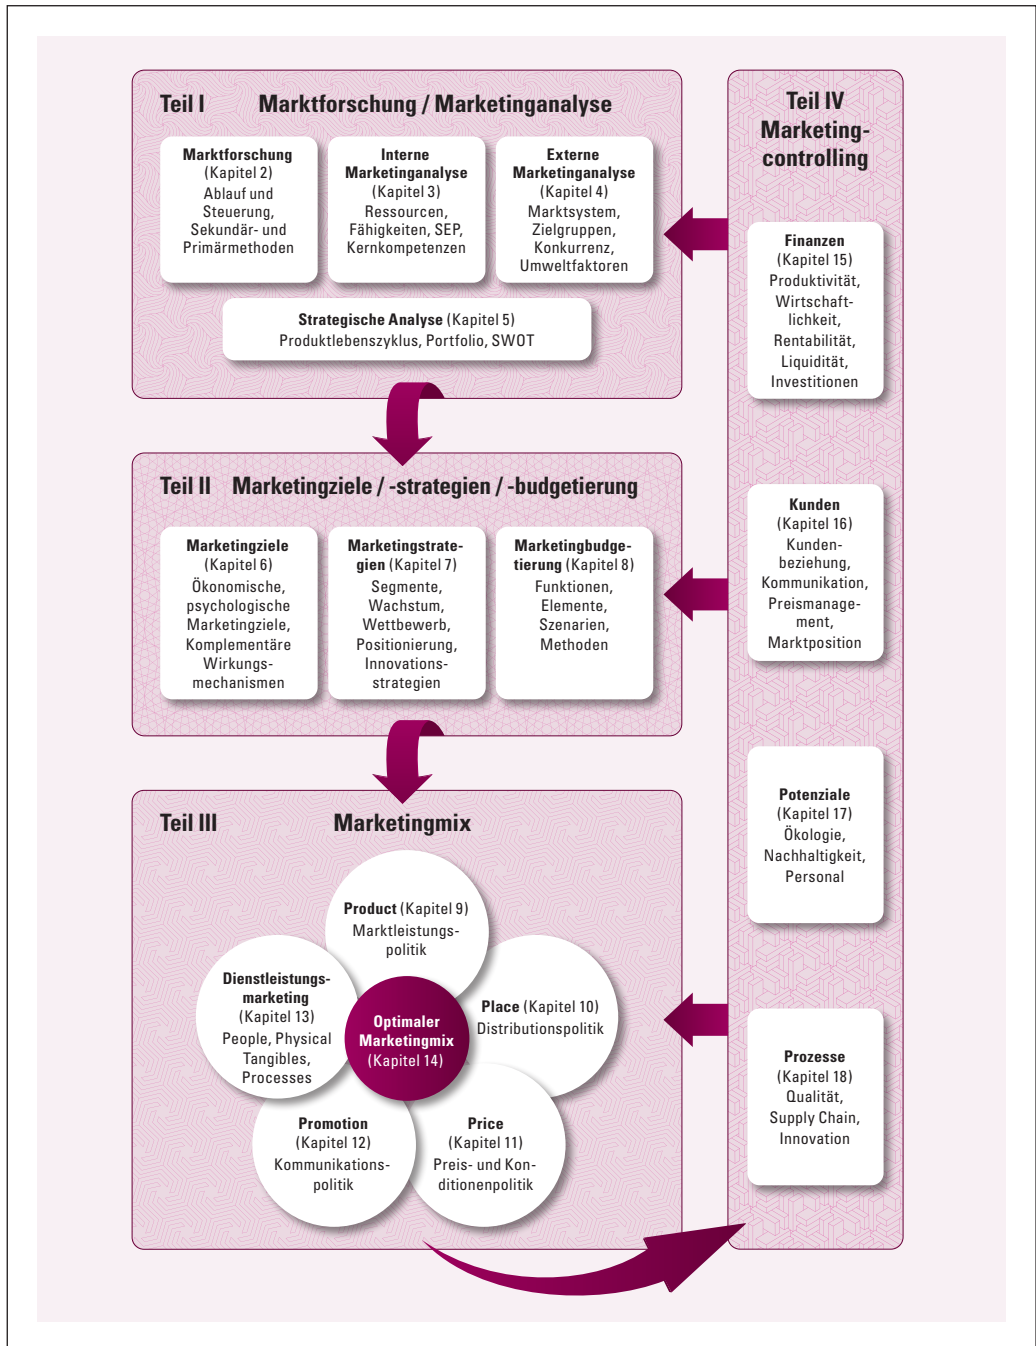 Teil I Marktforschung / Marketinganalyse
Marktforschung
(Kapitel 2)
Ablauf und
Steuerung,
Sekundär- und
Primärmethoden
Interne
Marketinganalyse
(Kapitel 3)
Ressourcen,
Fähigkeiten, SEP,
Kernkompetenzen
Externe
Marketinganalyse
(Kapitel 4)
Marktsystem,
Zielgruppen,
Konkurrenz,
Umweltfaktoren
Strategische Analyse (Kapitel 5)
Produktlebenszyklus, Portfolio, SWOT
Teil II Marketingziele / -strategien / -budgetierung
Marketingziele
(Kapitel 6)
Ökonomische,
psychologische
Marketingziele,
Komplementäre
Wirkungs-
mechanismen
Marketingstrate-
gien (Kapitel 7)
Segmente,
Wachstum,
Wettbewerb,
Positionierung,
Innovations-
strategien
Marketingbudge-
tierung (Kapitel 8)
Funktionen,
Elemente,
Szenarien,
Methoden
Teil III Marketingmix
Product (Kapitel 9)
Marktleistungs-
politik
Dienstleistungs-
marketing
(Kapitel 13)
People, Physical
Tangibles,
Processes
Optimaler
Marketingmix
(Kapitel 14)
Place (Kapitel 10)
Distributionspolitik
Promotion
(Kapitel 12)
Kommunikations-
politik
Price
(Kapitel 11)
Preis- und Kon-
ditionenpolitik
Teil IV
Marketing-
controlling
Finanzen
(Kapitel 15)
Produktivität,
Wirtschaft-
lichkeit,
Rentabilität,
Liquidität,
Investitionen
Kunden
(Kapitel 16)
Kunden-
beziehung,
Kommunikation,
Preismanage-
ment,
Marktposition
Potenziale
(Kapitel 17)
Ökologie,
Nachhaltigkeit,
Personal
Prozesse
(Kapitel 18)
Qualität,
Supply Chain,
Innovation